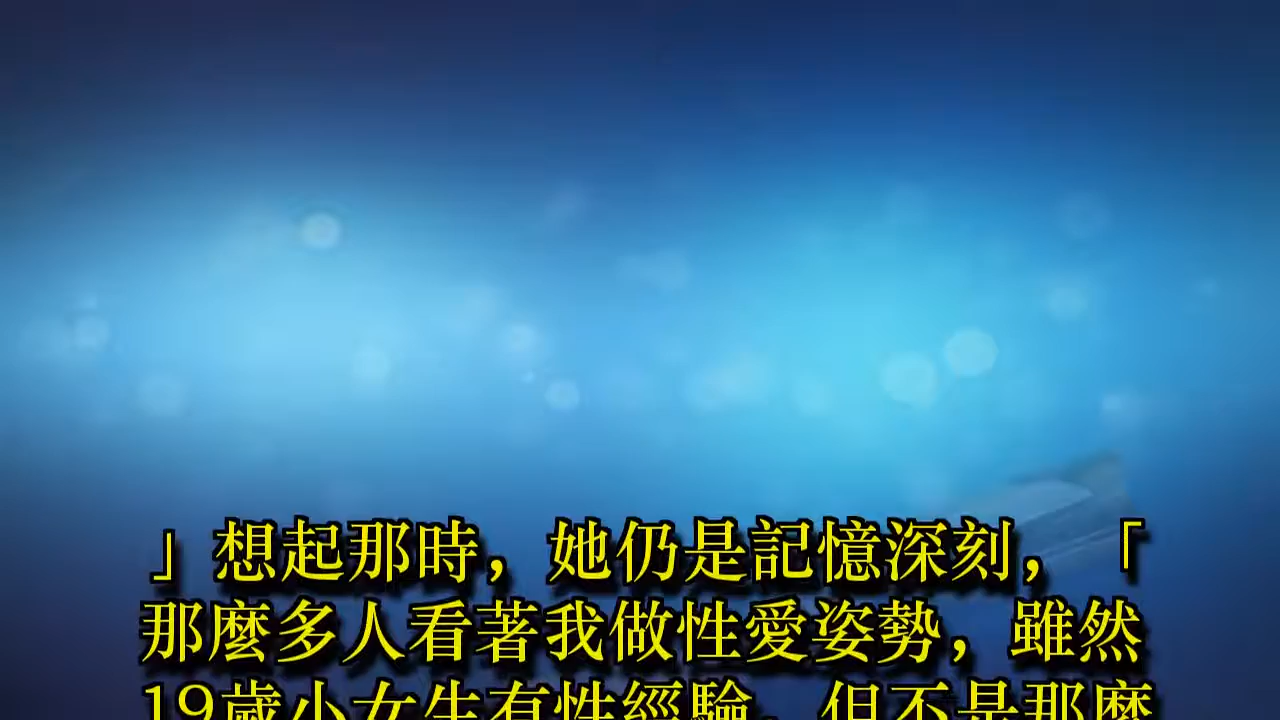 」想起那時，她仍是記憶深刻，「
那麼多人看著我做性愛姿勢，雖然
19歲小女生有性經驗，但不是那麼